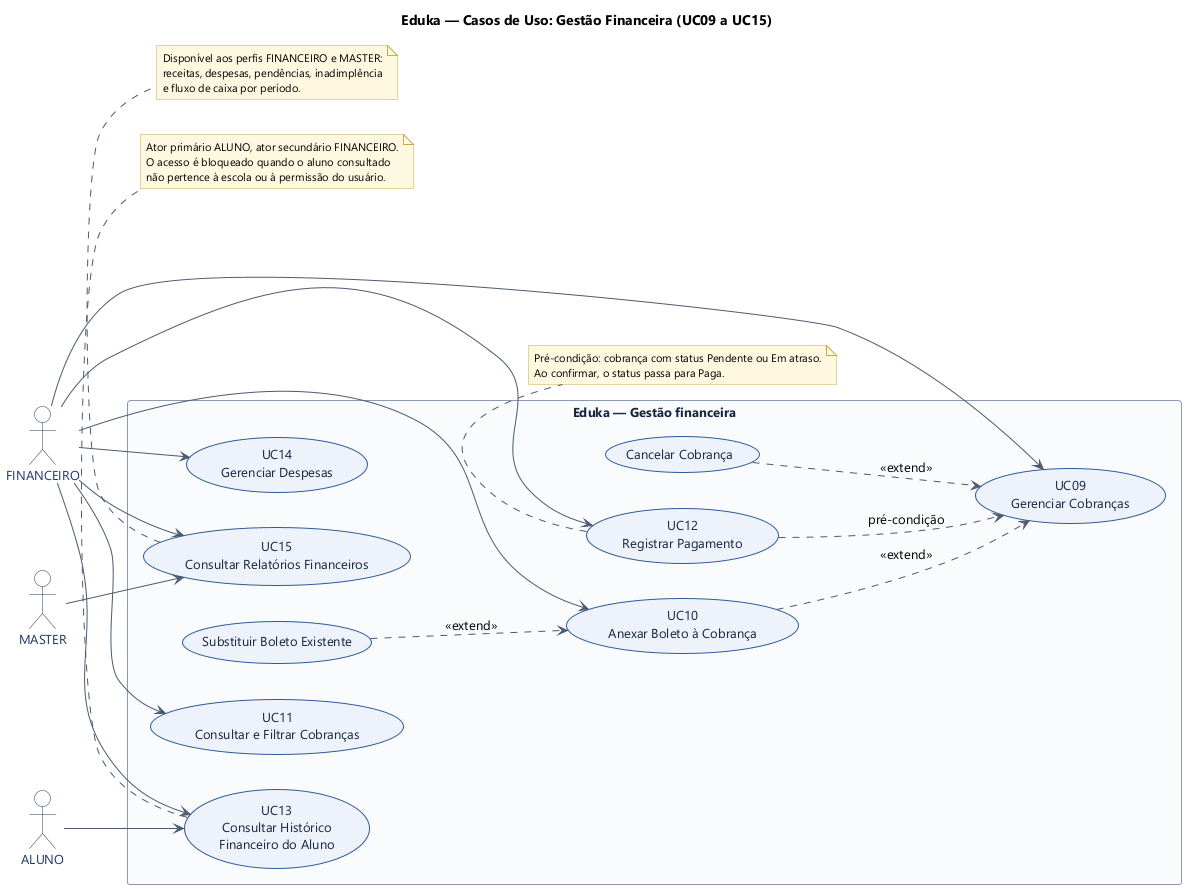 Eduka — Casos de Uso: Gestão Financeira (UC09 a UC15)
Disponível aos perfis FINANCEIRO e MASTER:
receitas, despesas, pendências, inadimplência
e fluxo de caixa por período.
Ator primário ALUNO, ator secundário FINANCEIRO.
O acesso é bloqueado quando o aluno consultado
não pertence à escola ou à permissão do usuário.
Pré-condição: cobrança com status Pendente ou Em atraso.
Ao confirmar, o status passa para Paga.
Eduka — Gestão financeira
FINANCEIRO
MASTER
ALUNO
UC14
Gerenciar Despesas
UC15
Consultar Relatórios Financeiros
Substituir Boleto Existente
UC11
Consultar e Filtrar Cobranças
UC13
Consultar Histórico
Financeiro do Aluno
«extend»
Cancelar Cobrança
UC12
Registrar Pagamento
UC10
Anexar Boleto à Cobrança
«extend»
pré-condição
«extend»
UC09
Gerenciar Cobranças